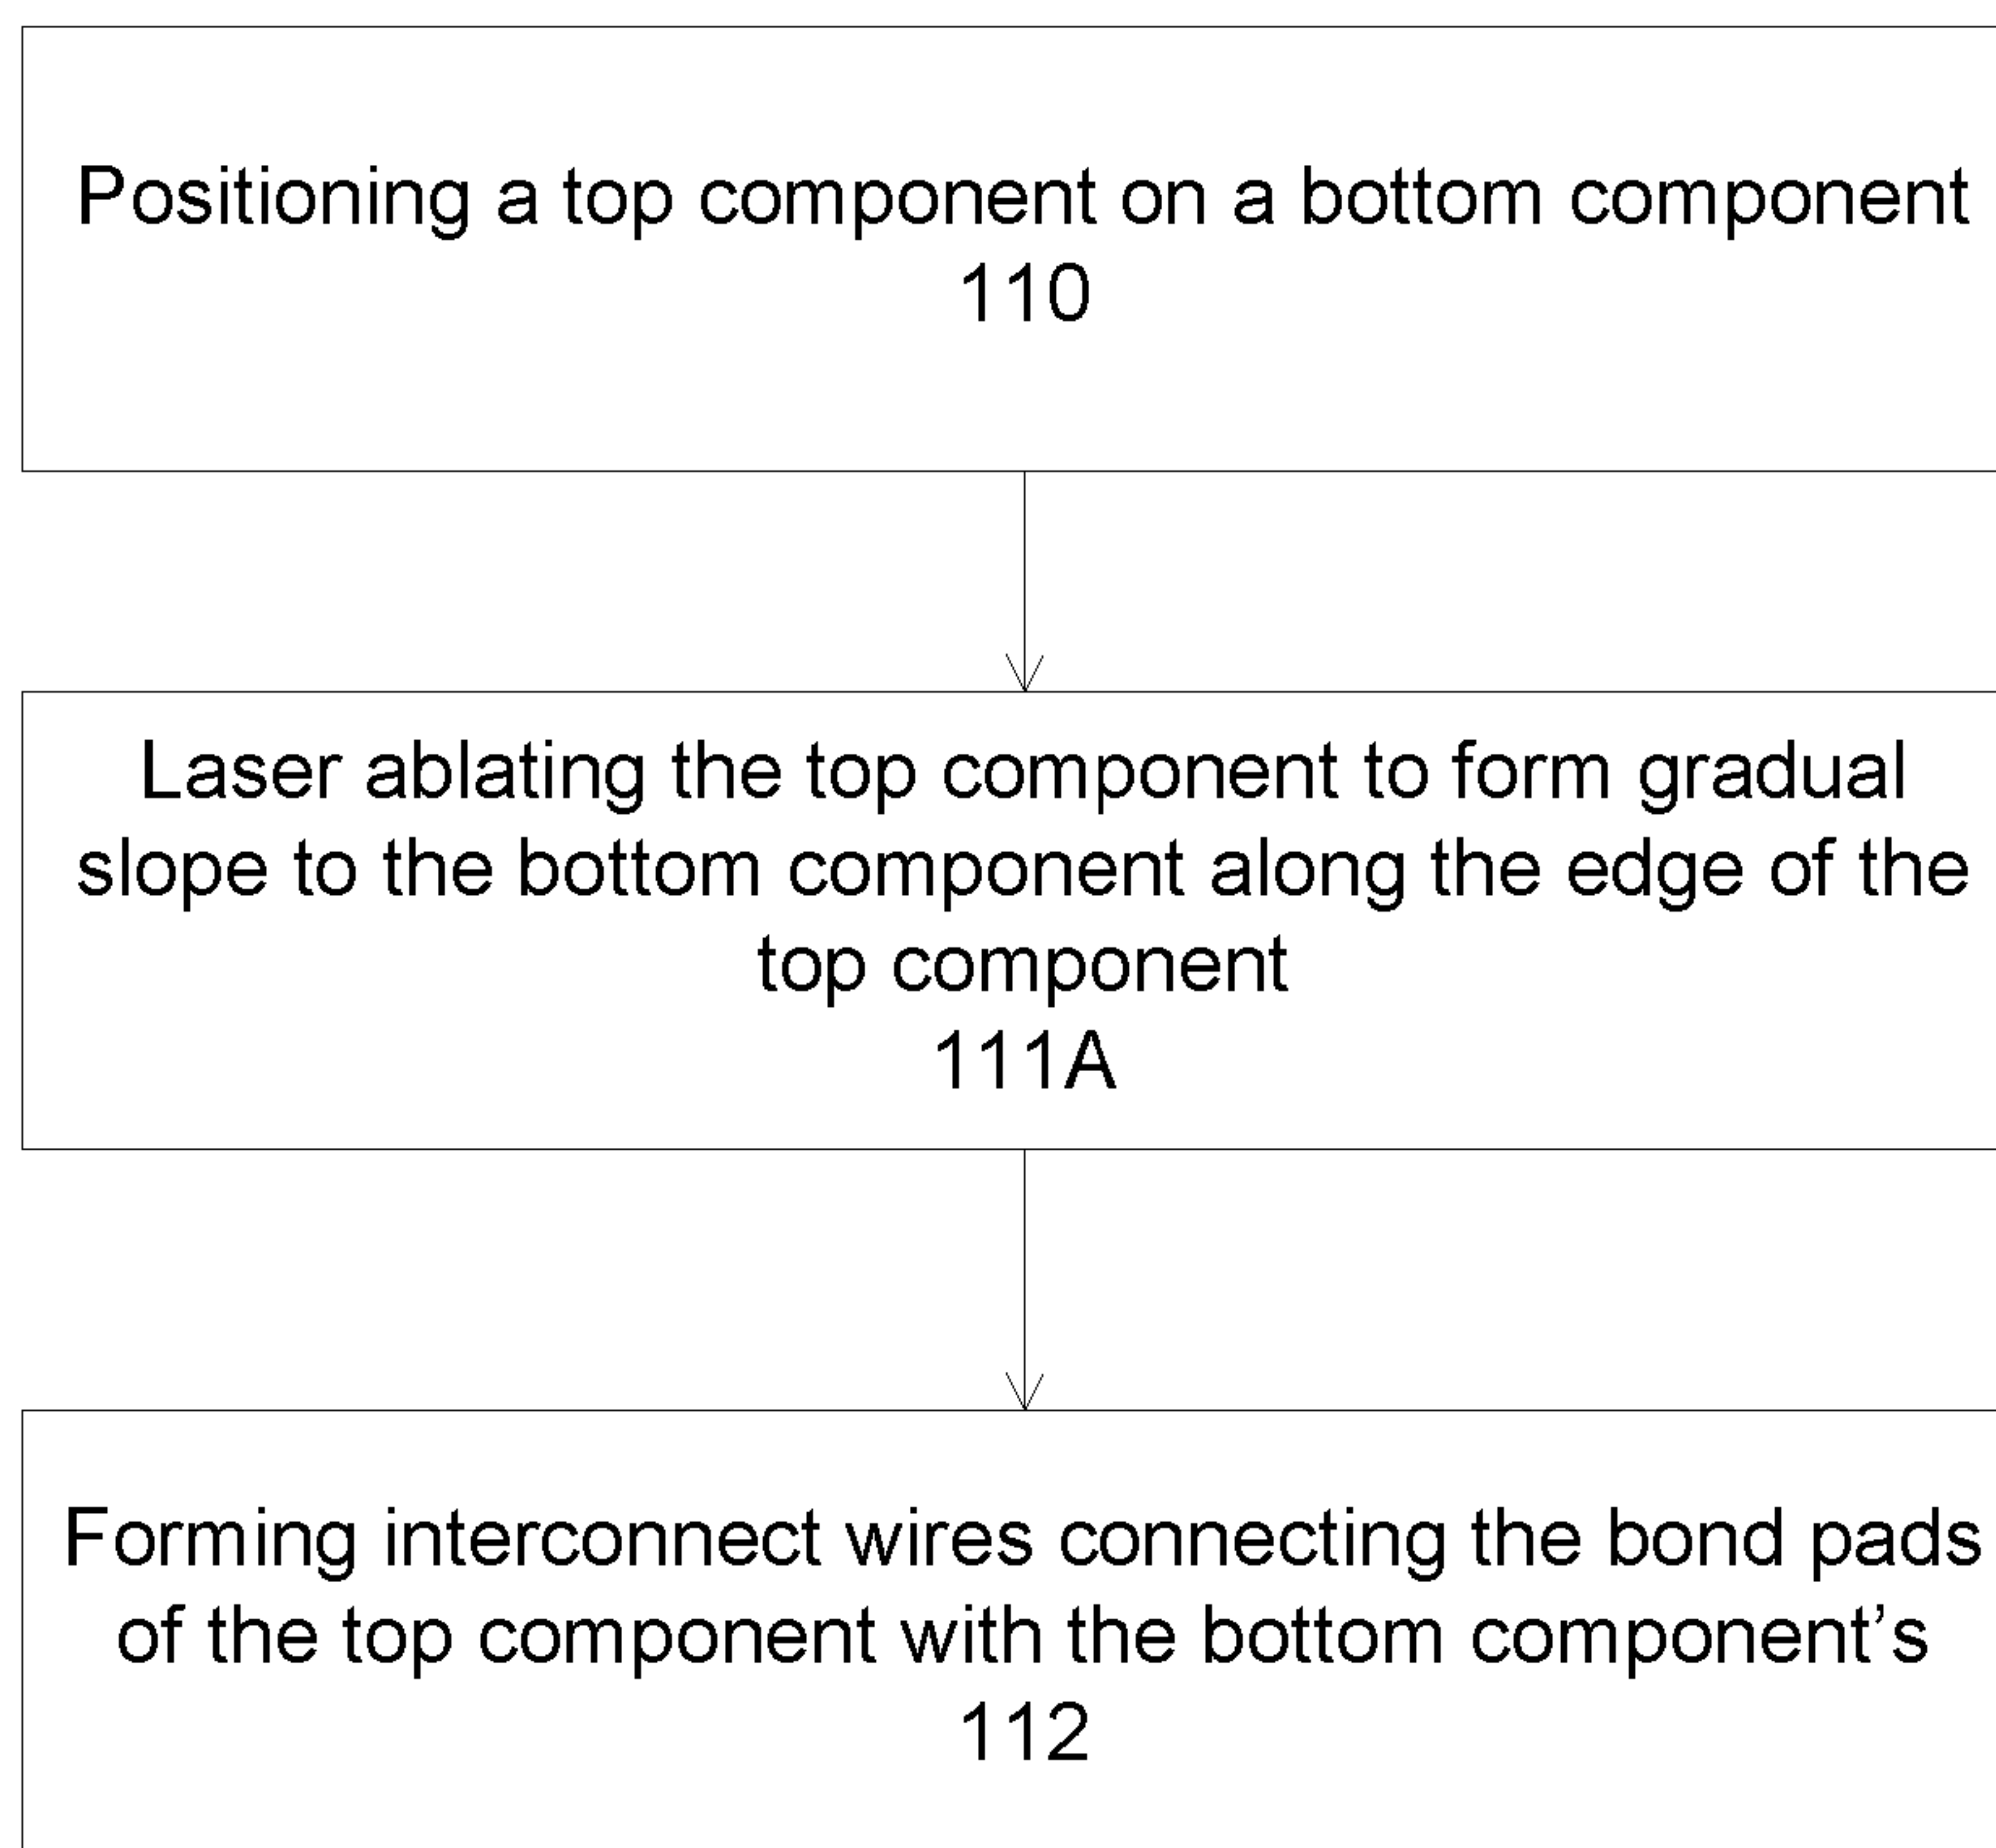 Positioning a top component on a bottom component
110
Laser ablating the top component to form gradual
slope to the bottom component along the edge of the
top component
111A
Forming interconnect wires connecting the bond pads
of the top component with the bottom component’s
112